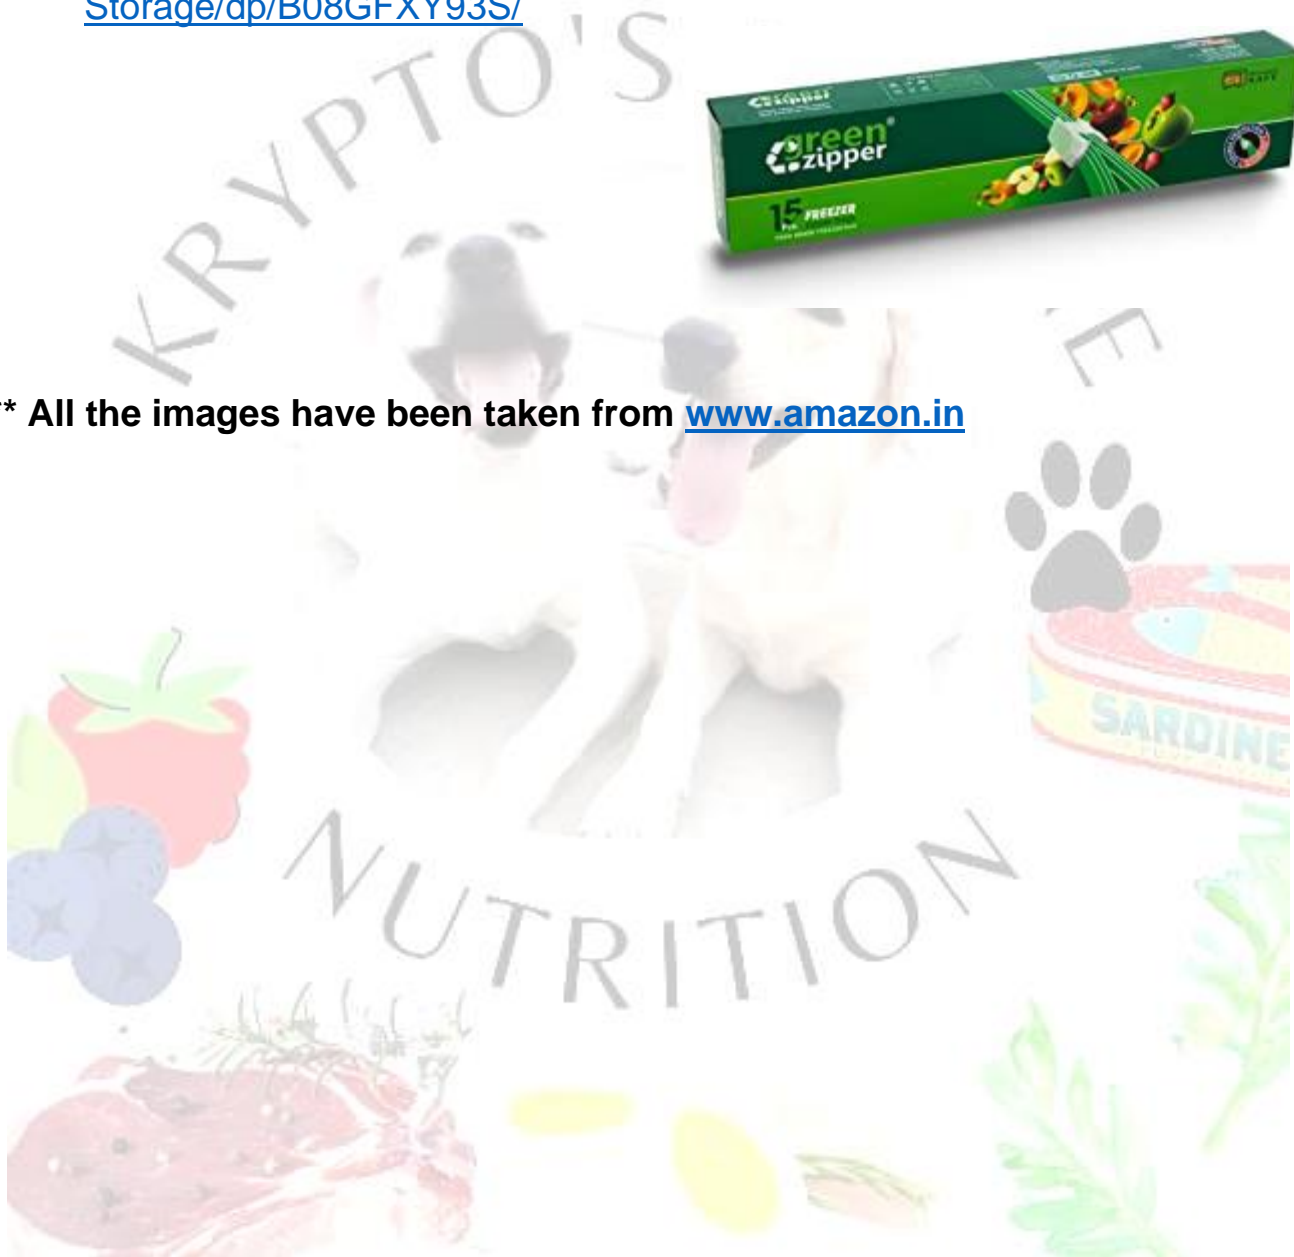 Storage/dp/B08GFXY93S/
KRYPTO'S
green®
zipper
15 FREEZER
Pcs.
** All the images have been taken from www.amazon.in
SARDINE
NUTRITION